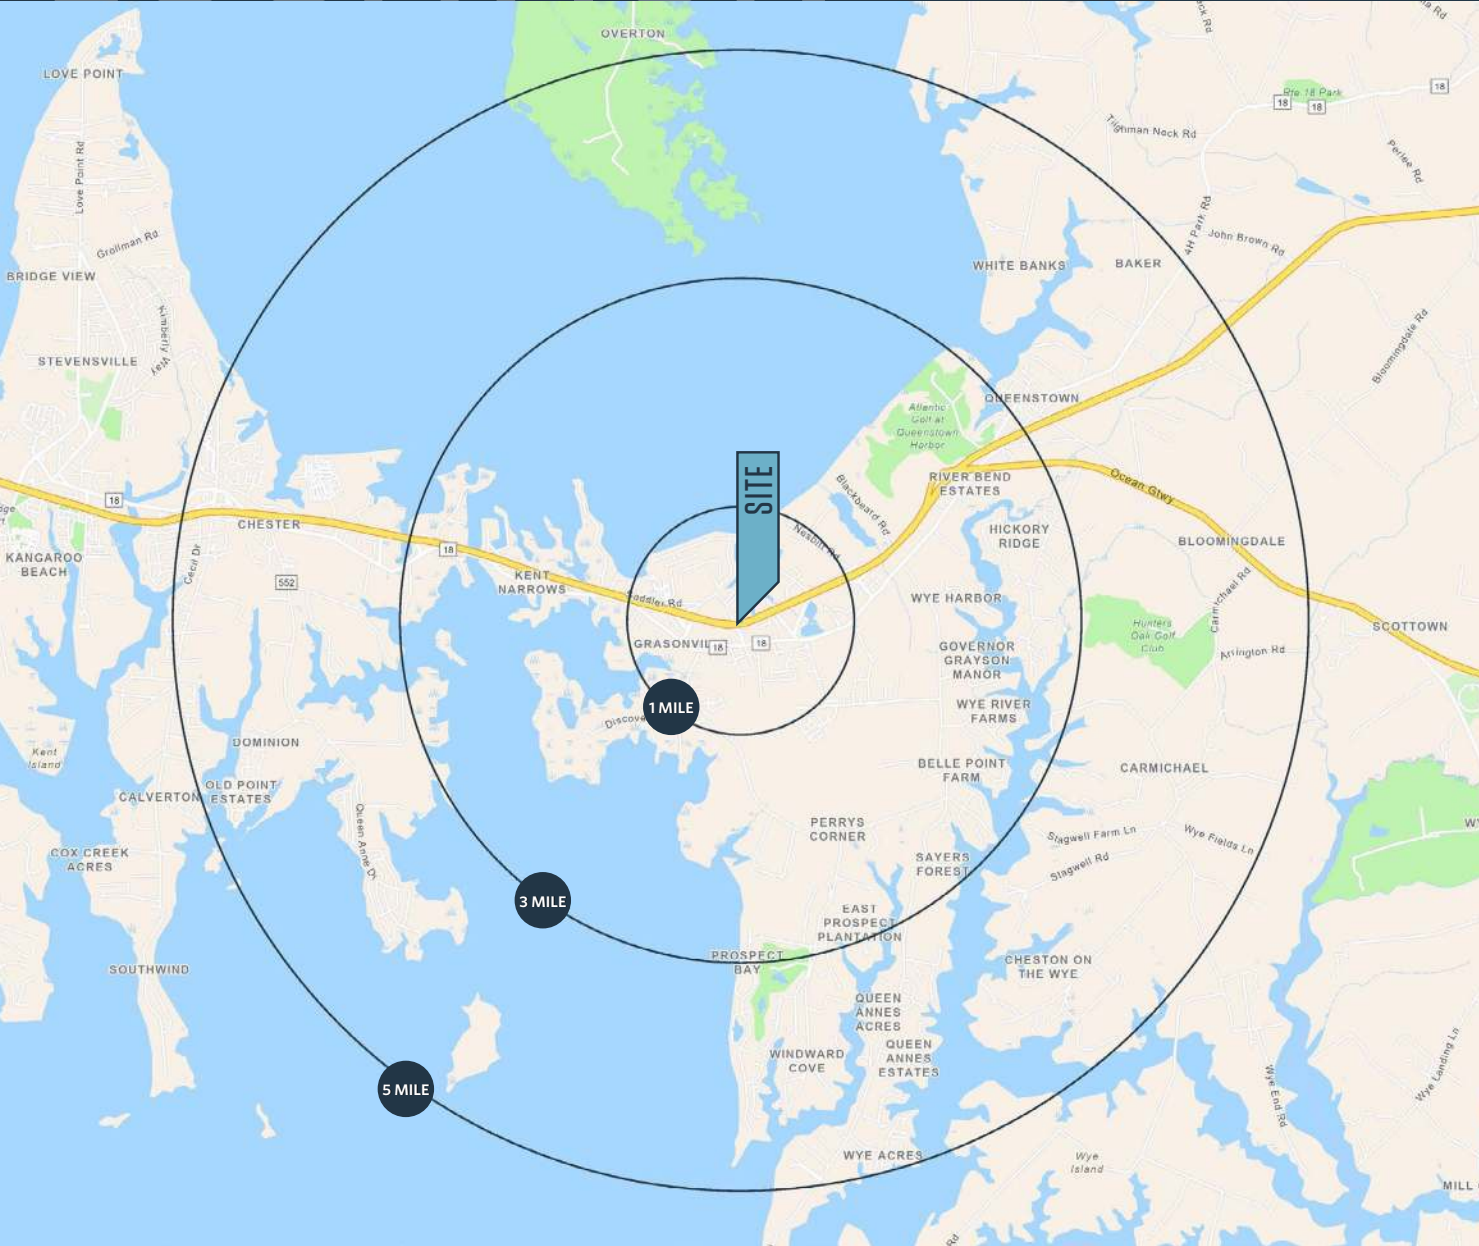 OVERTON
LOVE POINT
Rte 18 Park
18
18
18
Tilghman Neck Rd
Love Point Rd
Perlee Rd
4H Park Rd
Grollman Rd
John Brown Rd
BRIDGE VIEW
WHITE BANKS
BAKER
Kimberly Way
STEVENSVILLE
Bloomingdale Rd
QUEENSTOWN
Atlantic
Golf at
Queenstown
Harbor
SITE
RIVER BEND
ESTATES
Ocean Gtwy
Blackbeard Rd
18
CHESTER
Nesbit Rd
HICKORY
RIDGE
BLOOMINGDALE
18
KANGAROO
BEACH
Cecil Dr
552
KENT
NARROWS
Saddler Rd
WYE HARBOR
Carmichael Rd
Hunters
Oak Golf
Club
SCOTTOWN
GRASONVIL
18
18
GOVERNOR
GRAYSON
MANOR
Arrington Rd
1 MILE
Discove
WYE RIVER
FARMS
Kent
Island
DOMINION
BELLE POINT
FARM
CARMICHAEL
CALVERTON
OLD POINT
ESTATES
Queen Anne Dr
PERRYS
CORNER
Stagwell Farm Ln
Wye Fields Ln
COX CREEK
ACRES
SAYERS
FOREST
Stagwell Rd
3 MILE
EAST
PROSPECT
PLANTATION
PROSPECT
BAY
CHESTON ON
THE WYE
SOUTHWIND
QUEEN
ANNES
ACRES
QUEEN
ANNES
ESTATES
WINDWARD
COVE
Wye Landing Ln
5 MILE
Wye End Rd
WYE ACRES
Wye
Island
MILL
Rd